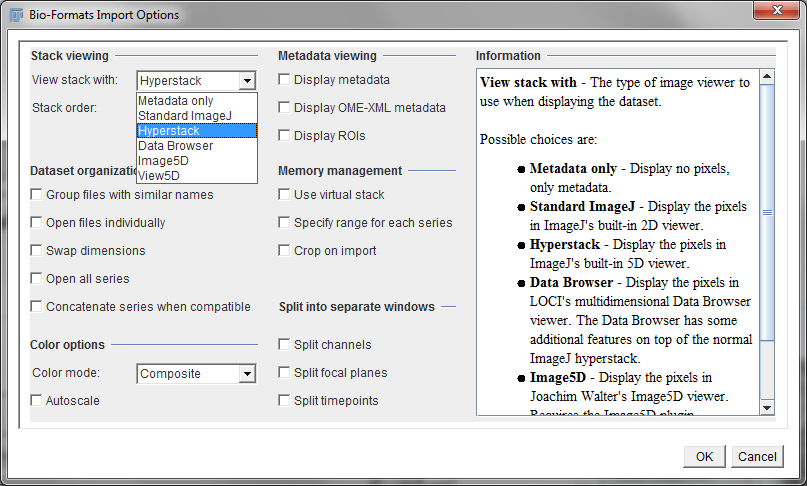 Bio-Formats Import Options
Stack viewing
View stack with: Hyperstack
Stack order:
Metadata only
Standard ImageJ
Hyperstack
Data Browser
Image5D
View5D
Dataset organizatio
Group files with similar names
Open files individually
Swap dimensions
Open all series
Concatenate series when compatible
Color options
Color mode: Composite
Autoscale
Metadata viewing
Display metadata
Display OME-XML metadata
Display ROIs
Memory management
Use virtual stack
Specify range for each series
Crop on import
Split into separate windows
Split channels
Split focal planes
Split timepoints
Information
View stack with - The type of image viewer to
use when displaying the dataset.
Possible choices are:
Metadata only - Display no pixels,
only metadata.
Standard ImageJ - Display the pixels
in ImageJ's built-in 2D viewer.
Hyperstack - Display the pixels in
ImageJ's built-in 5D viewer.
Data Browser - Display the pixels in
LOCI's multidimensional Data Browser
viewer. The Data Browser has some
additional features on top of the normal
ImageJ hyperstack.
Image5D - Display the pixels in
Joachim Walter's Image5D viewer.
Requires the Image5D plugin
OK
Cancel